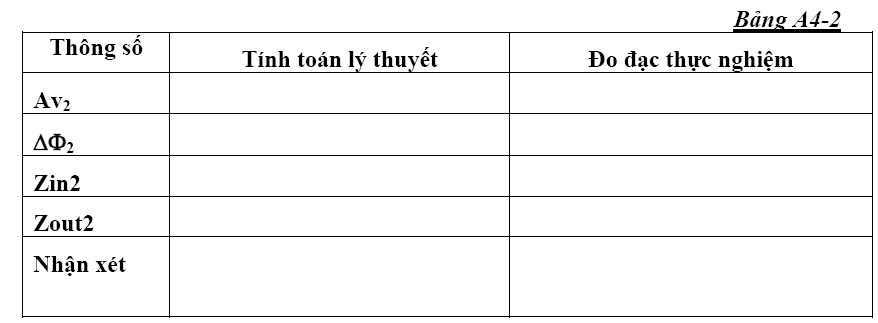 Bảng A4-2
Thông số
Tính toán lý thuyết
Đo đạc thực nghiệm
Av₂
ΔΦ₂
Zin2
Zout2
Nhận xét